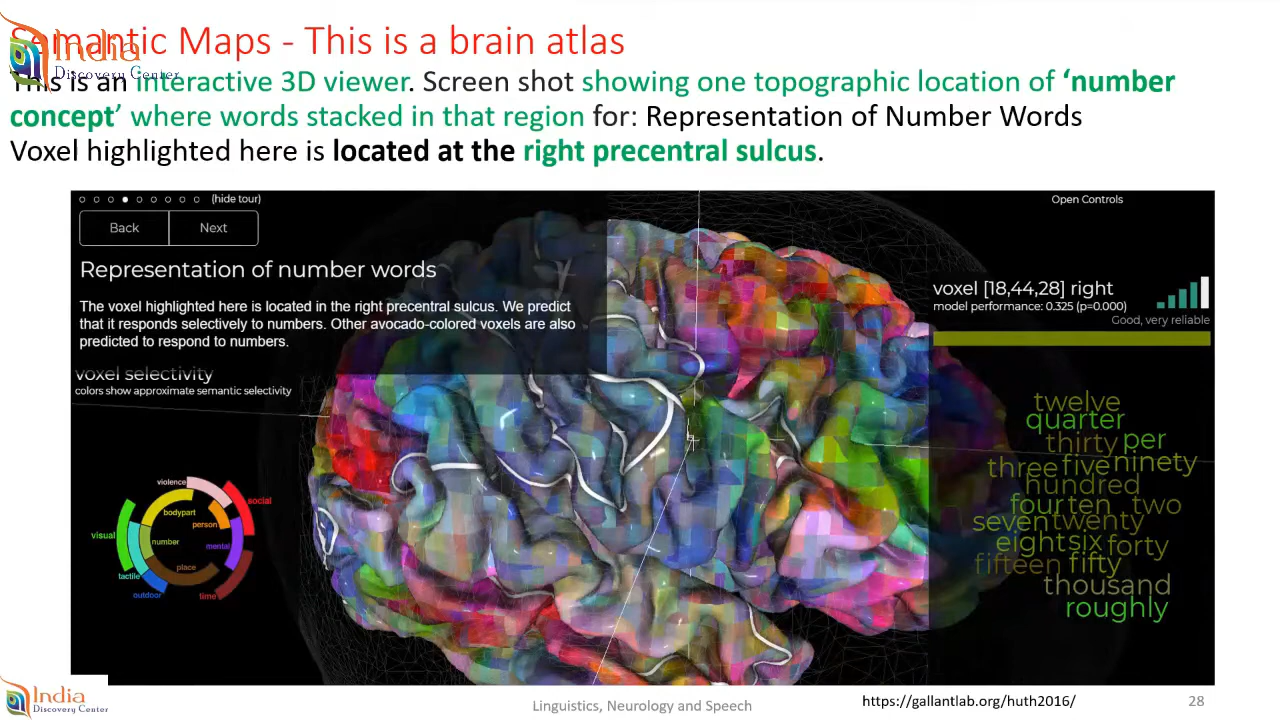 Semantic Maps - This is a brain atlas
India
Discovery Center
This is an interactive 3D viewer. Screen shot showing one topographic location of ‘number
concept’ where words stacked in that region for: Representation of Number Words
Voxel highlighted here is located at the right precentral sulcus.
(hide tour)
Back Next
Open Controls
Representation of number words
The voxel highlighted here is located in the right precentral sulcus. We predict
that it responds selectively to numbers. Other avocado-colored voxels are also
predicted to respond to numbers.
voxel selectivity
colors show approximate semantic selectivity
voxel [18,44,28] right
model performance: 0.325 (p=0.000)
Good, very reliable
twelve
quarter
thirty per
three five ninety
hundred
four ten two
seven twenty
eight six forty
fifteen fifty
thousand
roughly
violence
social
bodypart
person
visual
number
mental
place
tactile
outdoor
time
India
Discovery Center
Linguistics, Neurology and Speech
https://gallantlab.org/huth2016/
28